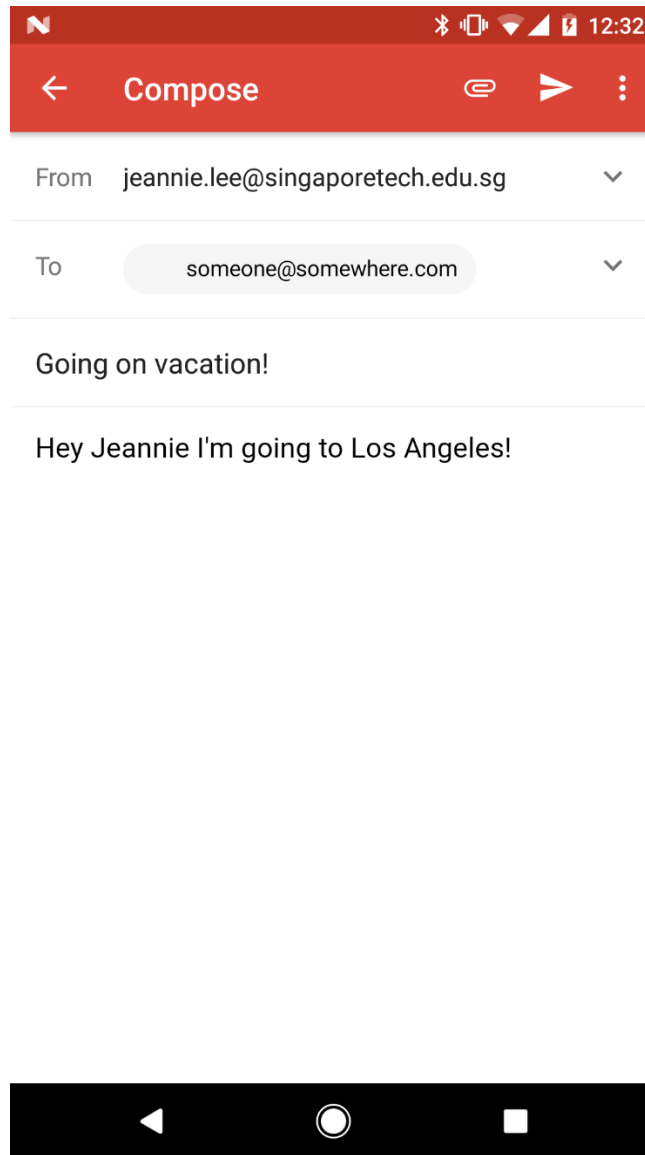 12:32
Compose
From jeannie.lee@singaporetech.edu.sg
To someone@somewhere.com
Going on vacation!
Hey Jeannie I'm going to Los Angeles!